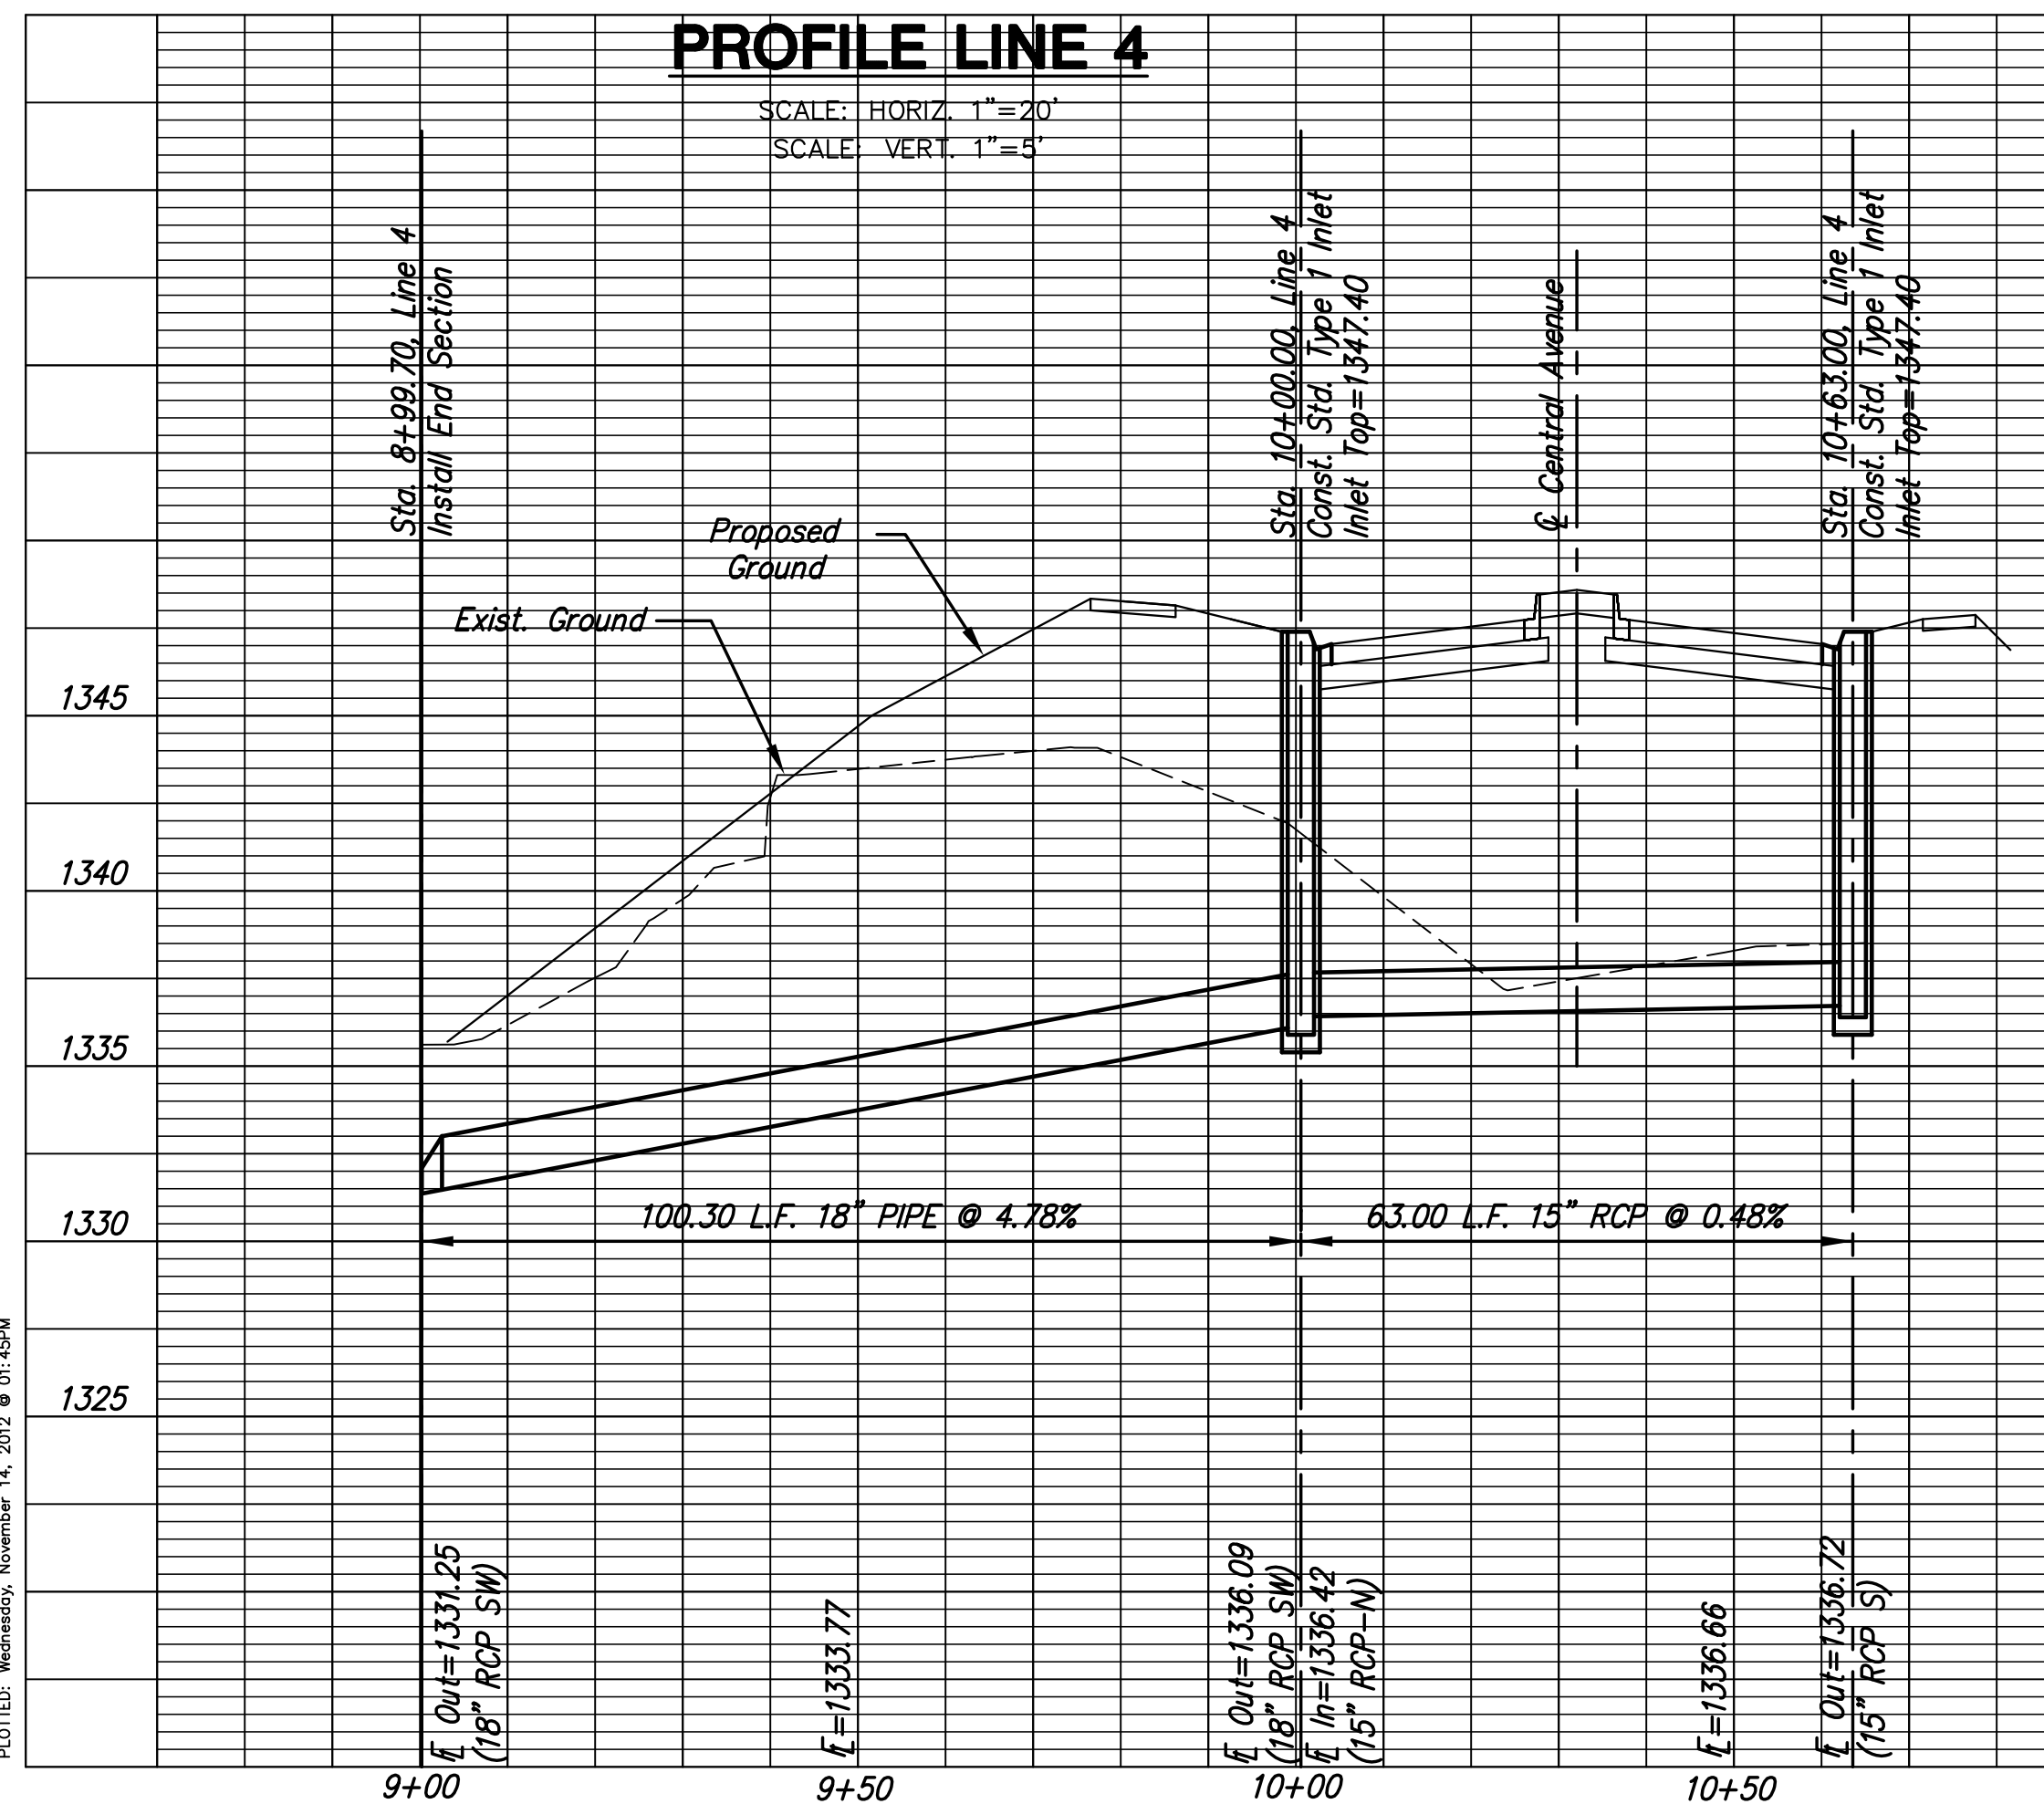 PROFILE LINE 4
SCALE: HORIZ. 1"=20'
SCALE: VERT. 1"=5'
Sta. 8+99.70, Line 4
Install End Section
Sta. 10+00.00, Line 4
Const. Std. Type 1 Inlet
Inlet Top=1347.40
℄ Central Avenue
Sta. 10+63.00, Line 4
Const. Std. Type 1 Inlet
Inlet Top=1347.40
Proposed
Ground
Exist. Ground
1345
1340
1335
1330
1325
100.30 L.F. 18" PIPE @ 4.78%
63.00 L.F. 15" RCP @ 0.48%
FL Out=1331.25
(18" RCP SW)
FL=1333.77
FL Out=1336.09
(18" RCP SW)
FL In=1336.42
(15" RCP-N)
FL=1336.66
FL Out=1336.72
(15" RCP S)
9+00
9+50
10+00
10+50
PLOTTED: Wednesday, November 14, 2012 @ 01:45PM